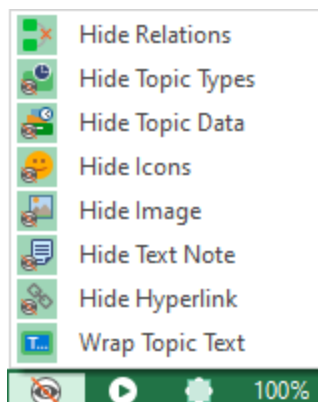 Hide Relations
Hide Topic Types
Hide Topic Data
Hide Icons
Hide Image
Hide Text Note
Hide Hyperlink
T... Wrap Topic Text
100%